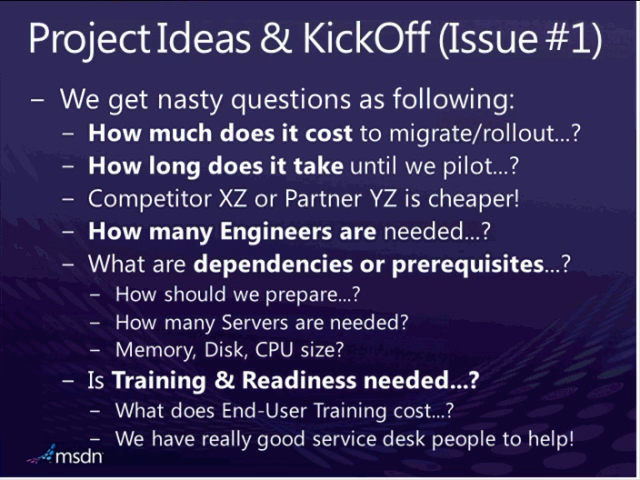 Project Ideas & KickOff (Issue #1)
– We get nasty questions as following:
– How much does it cost to migrate/rollout...?
– How long does it take until we pilot...?
– Competitor XZ or Partner YZ is cheaper!
– How many Engineers are needed...?
– What are dependencies or prerequisites...?
– How should we prepare...?
– How many Servers are needed?
– Memory, Disk, CPU size?
– Is Training & Readiness needed...?
– What does End-User Training cost...?
– We have really good service desk people to help!
msdn